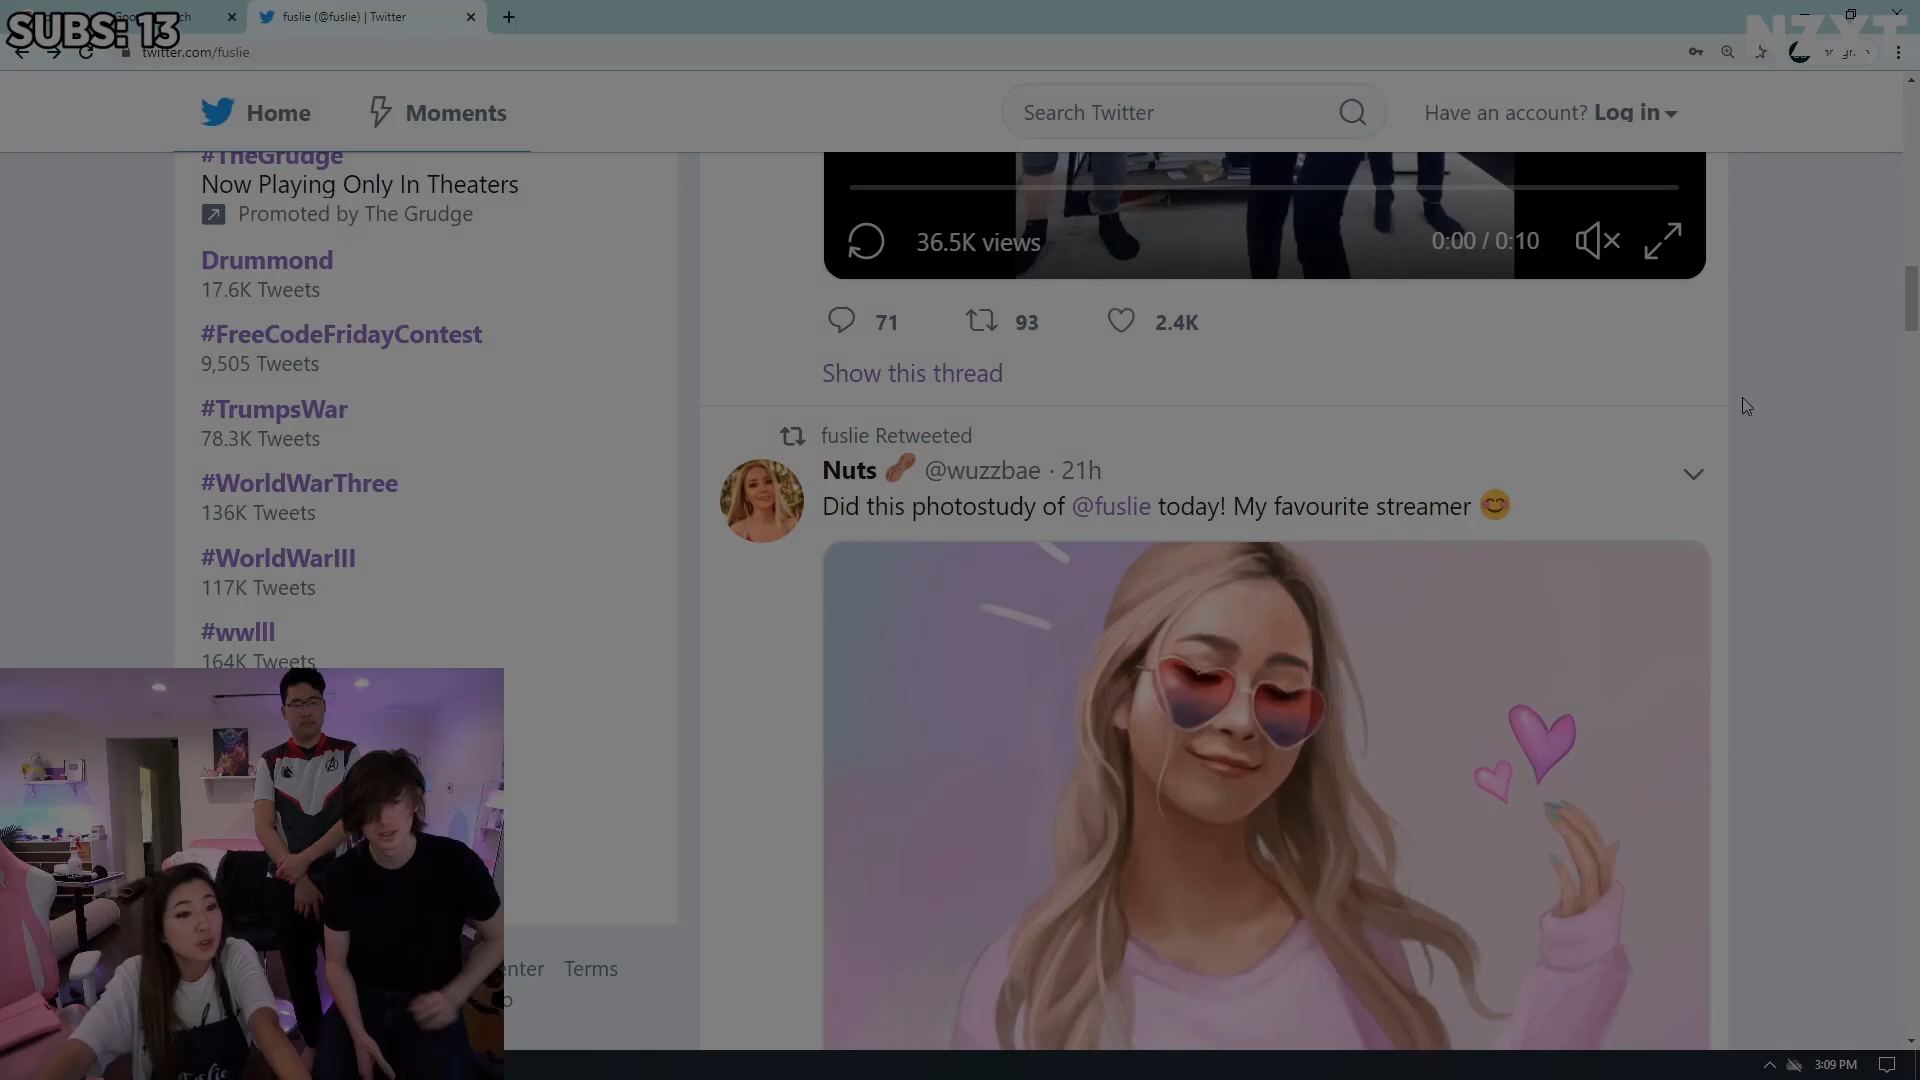 SUBS: 13
fuslie (@fuslie) | Twitter
NZXT
twitter.com/fuslie
Home
Moments
Search Twitter
Have an account? Log in
#TheGrudge
Now Playing Only In Theaters
Promoted by The Grudge
Drummond
17.6K Tweets
#FreeCodeFridayContest
9,505 Tweets
#TrumpsWar
78.3K Tweets
#WorldWarThree
136K Tweets
#WorldWarIII
117K Tweets
#wwlll
164K Tweets
36.5K views
0:00 / 0:10
71
93
2.4K
Show this thread
fuslie Retweeted
Nuts 🥜 @wuzzbae · 21h
Did this photostudy of @fuslie today! My favourite streamer 😊
Terms
3:09 PM